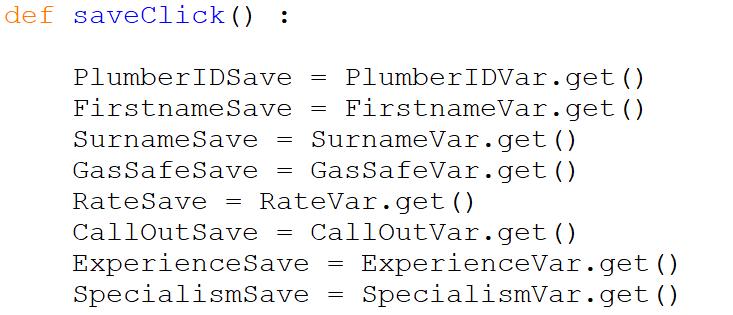 def saveClick() :
PlumberIDSave = PlumberIDVar.get()
FirstnameSave = FirstnameVar.get()
SurnameSave = SurnameVar.get()
GasSafeSave = GasSafeVar.get()
RateSave = RateVar.get()
CallOutSave = CallOutVar.get()
ExperienceSave = ExperienceVar.get()
SpecialismSave = SpecialismVar.get()